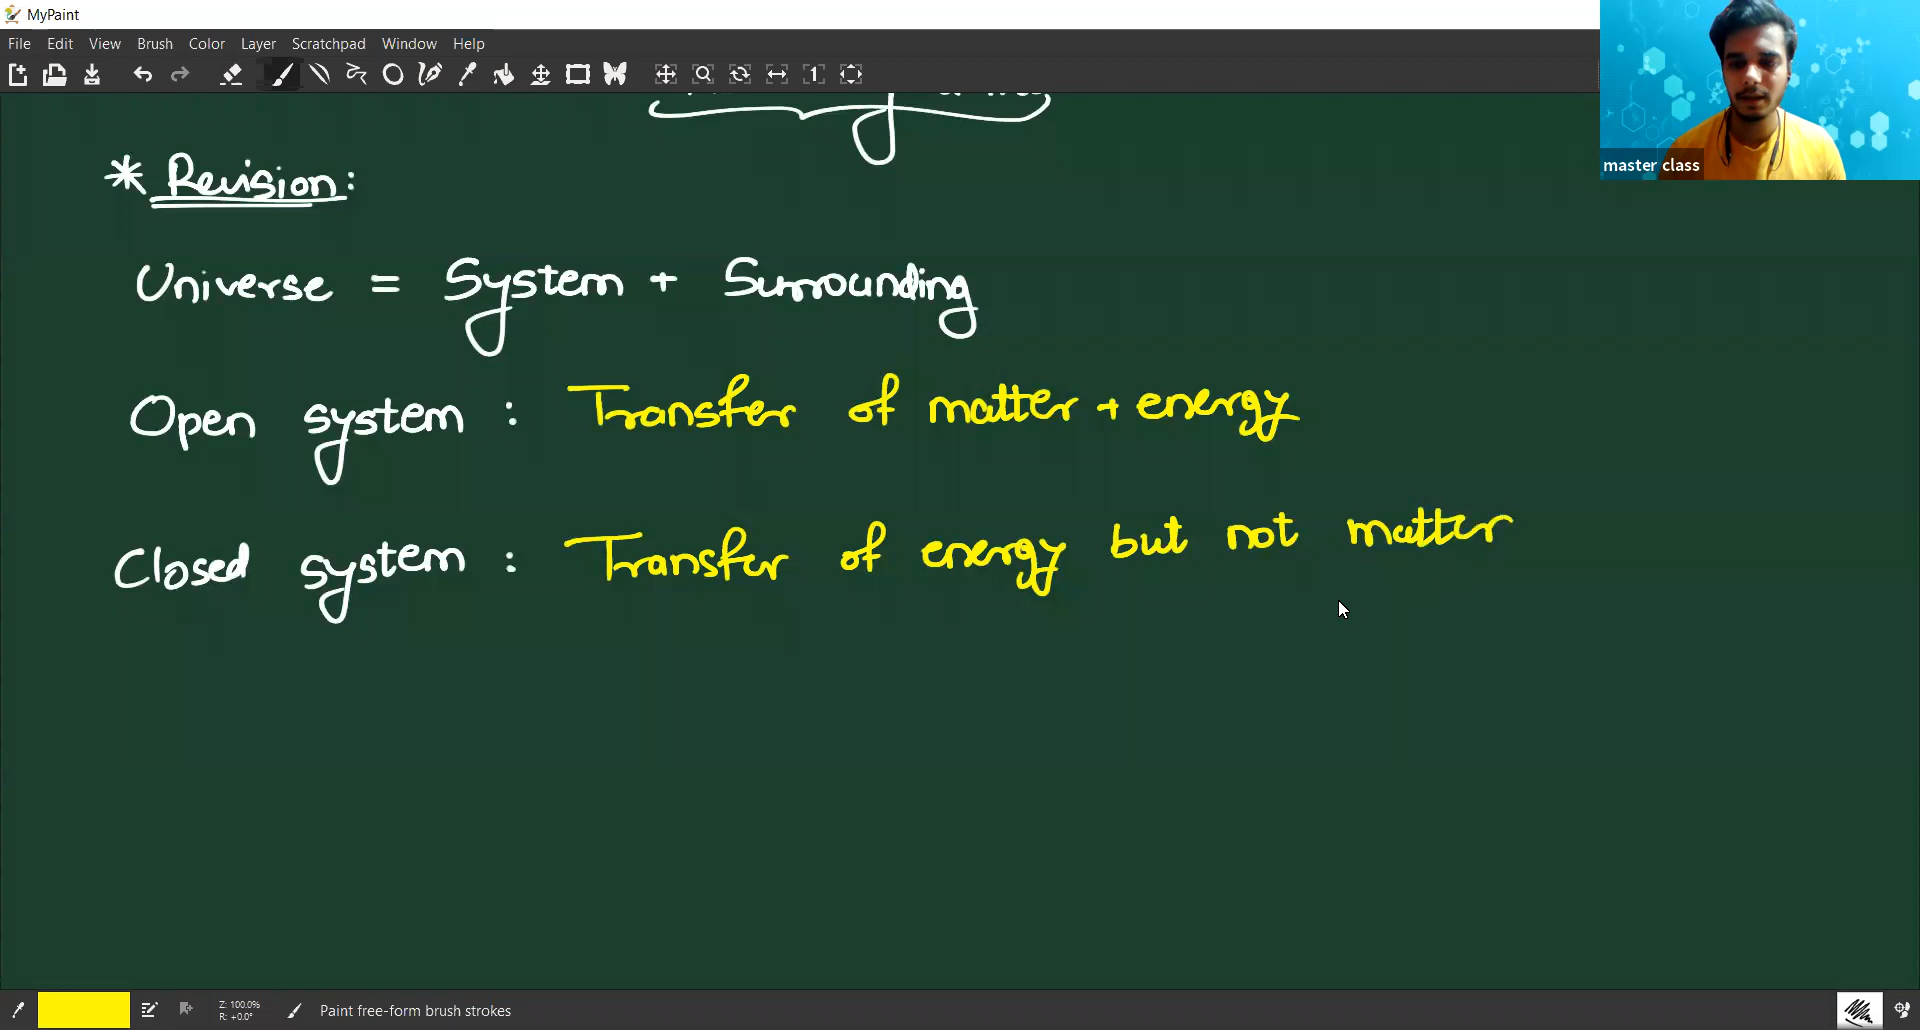 MyPaint
File Edit View Brush Color Layer Scratchpad Window Help
master class
* Revision:
Universe = System + Surrounding
Open system : Transfer of matter + energy
Closed system : Transfer of energy but not matter
Z: 100.0%
R: +0.0°
Paint free-form brush strokes